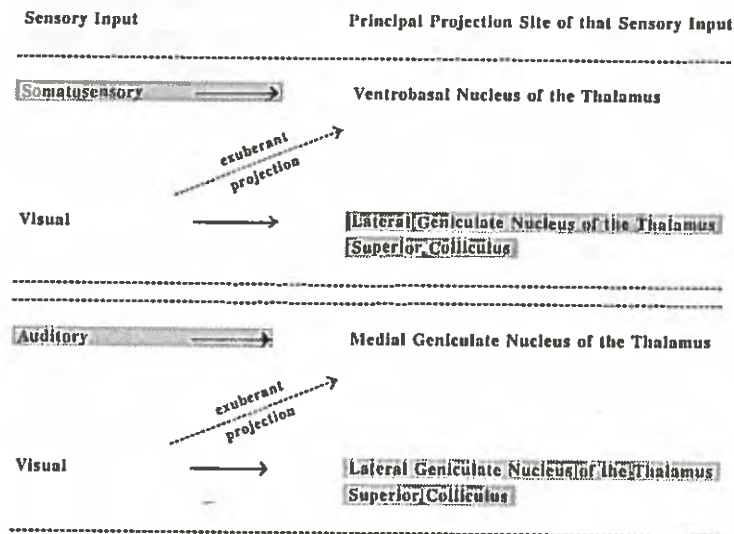 Sensory Input Principal Projection Site of that Sensory Input
Somatosensory Ventrobasal Nucleus of the Thalamus
exuberant
projection
Visual Lateral Geniculate Nucleus of the Thalamus
Superior Colliculus
Auditory Medial Geniculate Nucleus of the Thalamus
exuberant
projection
Visual Lateral Geniculate Nucleus of the Thalamus
Superior Colliculus